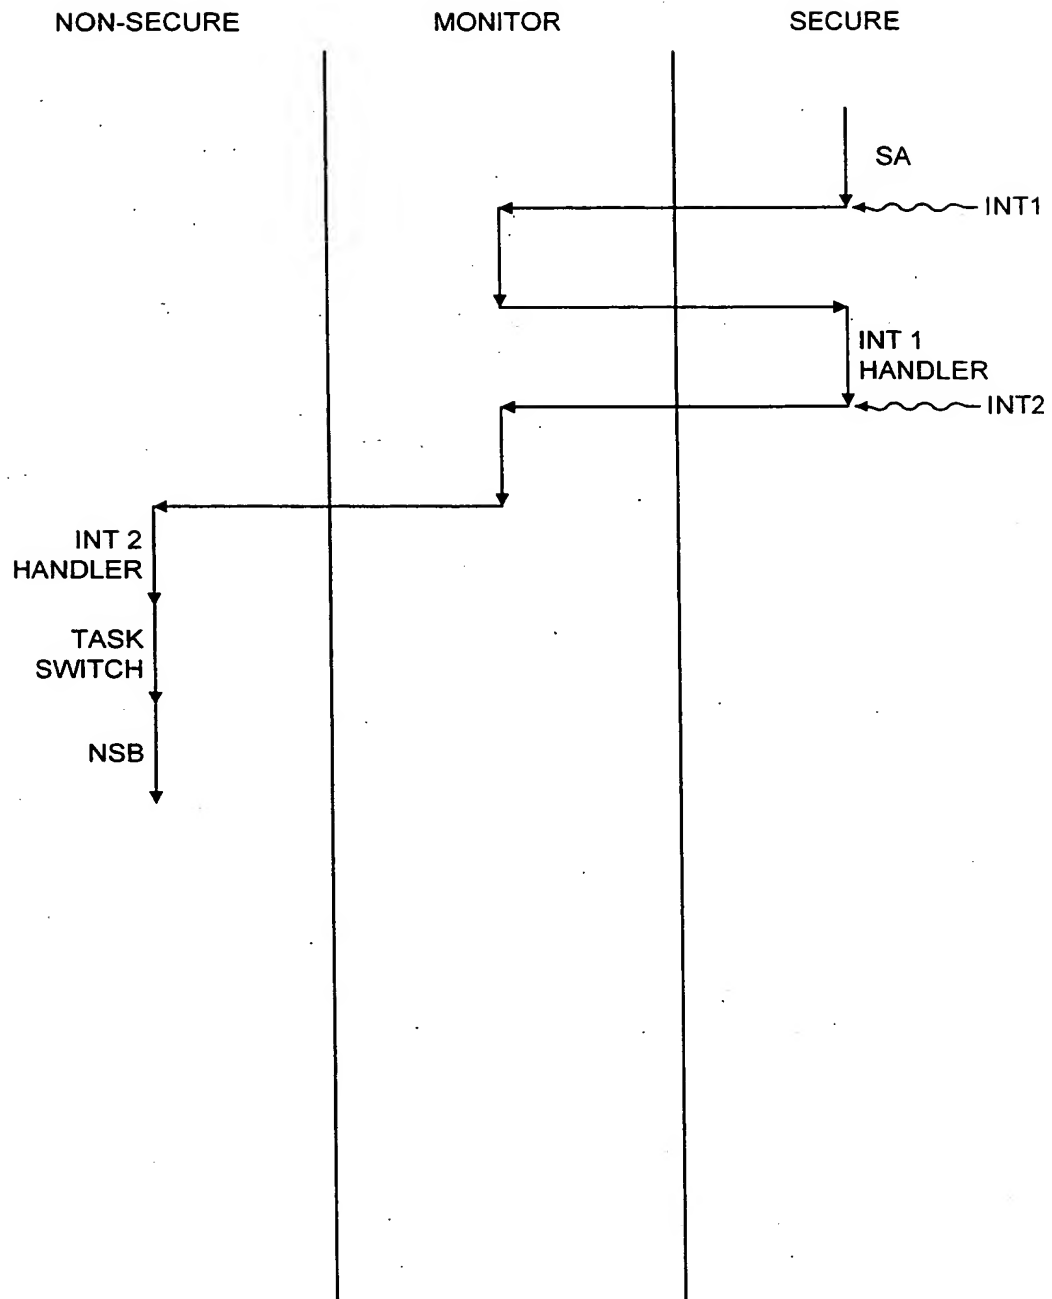 NON-SECURE
MONITOR
SECURE
SA
INT1
INT 1
HANDLER
INT2
INT 2
HANDLER
TASK
SWITCH
NSB